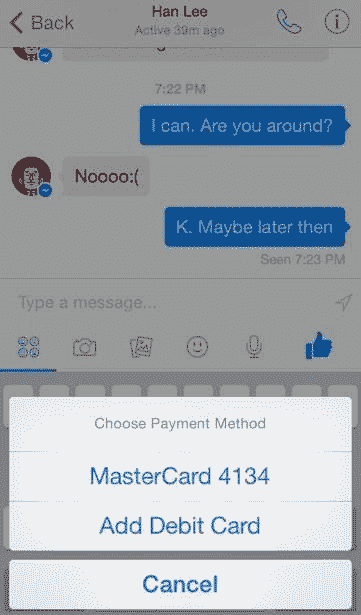 Back
Han Lee
Active 39m ago
7:22 PM
I can. Are you around?
Noooo:(
K. Maybe later then
Seen 7:23 PM
Type a message...
Choose Payment Method
MasterCard 4134
Add Debit Card
Cancel